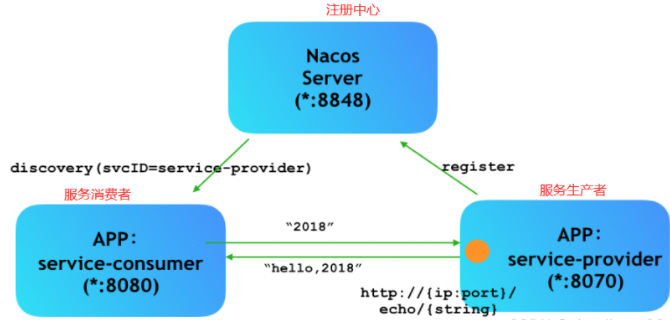 注册中心
Nacos
Server
(*:8848)
discovery(svcID=service-provider)
register
服务消费者
服务生产者
APP:
service-consumer
(*:8080)
"2018"
"hello,2018"
APP:
service-provider
(*:8070)
http://{ip:port}/
echo/{string}